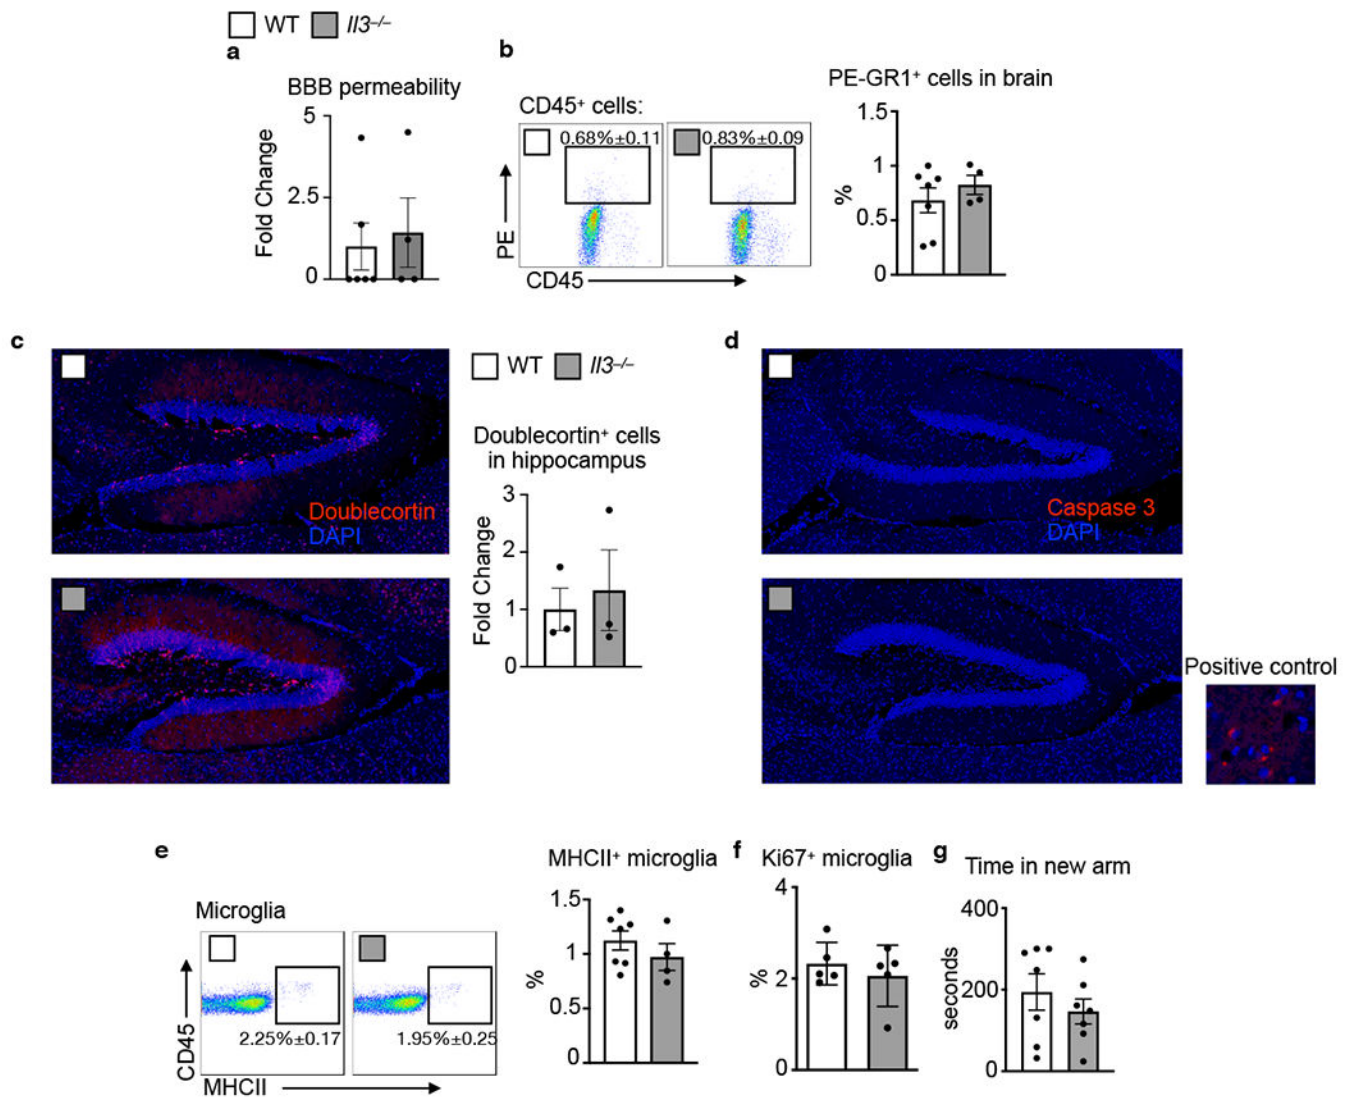 WT Il3–/–
a
BBB permeability
Fold Change
5
2.5
0
b
CD45+ cells:
0.68%±0.11
0.83%±0.09
PE
CD45
PE-GR1+ cells in brain
%
1.5
1
0.5
0
c
Doublecortin
DAPI
WT Il3–/–
Doublecortin+ cells
in hippocampus
Fold Change
3
2
1
0
d
Caspase 3
DAPI
Positive control
e
Microglia
2.25%±0.17
1.95%±0.25
CD45
MHCII
MHCII+ microglia
%
1.5
1
0.5
0
f
Ki67+ microglia
%
4
2
0
g
Time in new arm
seconds
400
200
0